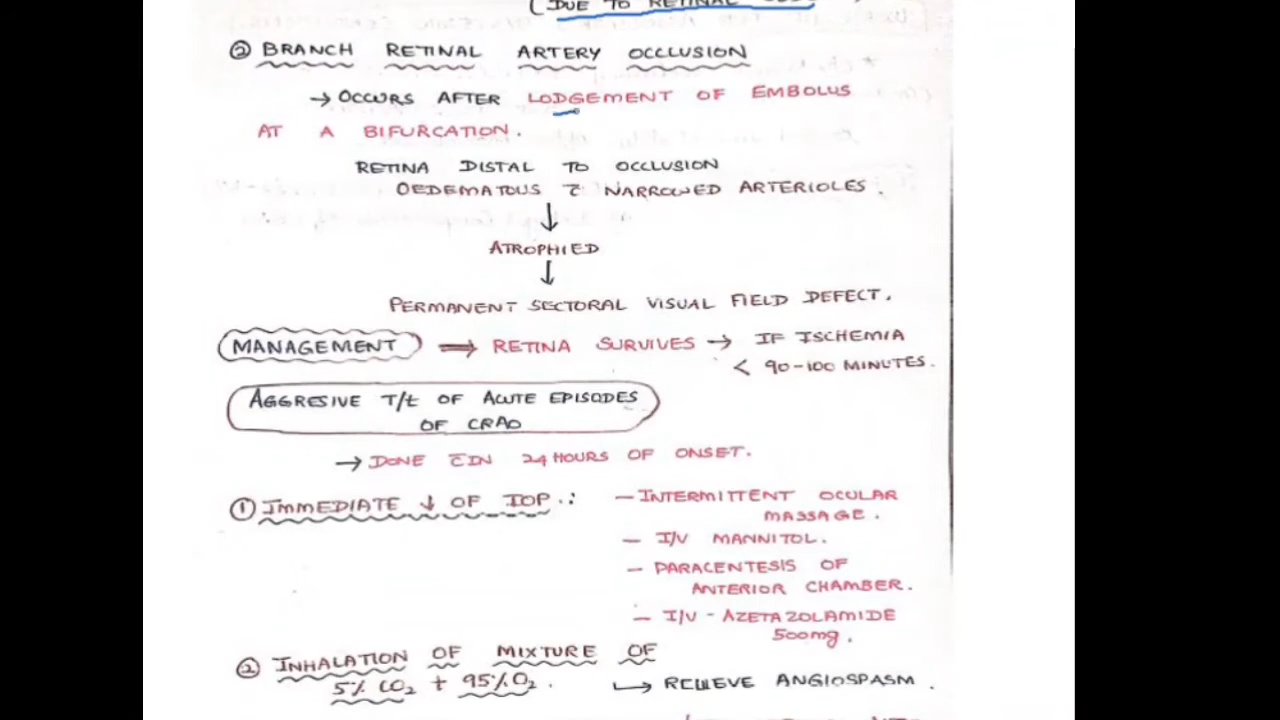 ( DUE TO RETINAL
② BRANCH RETINAL ARTERY OCCLUSION
→ OCCURS AFTER LODGEMENT OF EMBOLUS
AT A BIFURCATION.
RETINA DISTAL TO OCCLUSION
OEDEMATOUS c̄ NARROWED ARTERIOLES.
↓
ATROPHIED
↓
PERMANENT SECTORAL VISUAL FIELD DEFECT.
MANAGEMENT ⇒ RETINA SURVIVES → IF ISCHEMIA
< 90-100 MINUTES.
AGGRESIVE T/t OF ACUTE EPISODES
OF CRAO
→ DONE c̄IN 24 HOURS OF ONSET.
① IMMEDIATE ↓ OF IOP : - INTERMITTENT OCULAR
MASSAGE.
- I/V MANNITOL.
- PARACENTESIS OF
ANTERIOR CHAMBER.
- I/V - AZETAZOLAMIDE
500mg.
② INHALATION OF MIXTURE OF
5% CO₂ + 95% O₂. ↳ RELIEVE ANGIOSPASM.